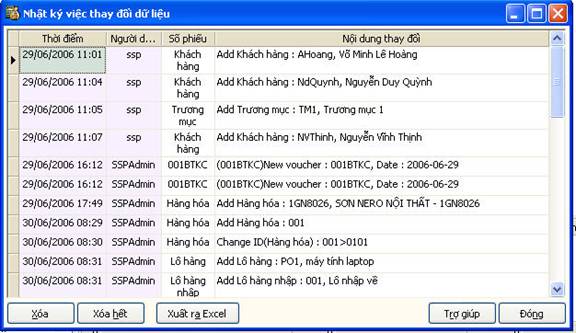 Nhật ký việc thay đổi dữ liệu
Thời điểm Người d... Số phiếu Nội dung thay đổi
29/06/2006 11:01 ssp Khách hàng Add Khách hàng : AHoang, Võ Minh Lê Hoàng
29/06/2006 11:04 ssp Khách hàng Add Khách hàng : NdQuynh, Nguyễn Duy Quỳnh
29/06/2006 11:05 ssp Trương mục Add Trương mục : TM1, Trương mục 1
29/06/2006 11:07 ssp Khách hàng Add Khách hàng : NVThinh, Nguyễn Vĩnh Thịnh
29/06/2006 16:12 SSPAdmin 001BTKC (001BTKC)New voucher : 001BTKC, Date : 2006-06-29
29/06/2006 16:12 SSPAdmin 001BTKC (001BTKC)New voucher : 001BTKC, Date : 2006-06-29
29/06/2006 17:49 SSPAdmin Hàng hóa Add Hàng hóa : 1GN8026, SƠN NERO NỘI THẤT - 1GN8026
30/06/2006 08:29 SSPAdmin Hàng hóa Add Hàng hóa : 001
30/06/2006 08:30 SSPAdmin Hàng hóa Change ID(Hàng hóa) : 001>0101
30/06/2006 08:31 SSPAdmin Lô hàng Add Lô hàng : PO1, máy tính laptop
30/06/2006 08:31 SSPAdmin Lô hàng nhập Add Lô hàng nhập : 001, Lô nhập về
Xóa Xóa hết Xuất ra Excel Trợ giúp Đóng